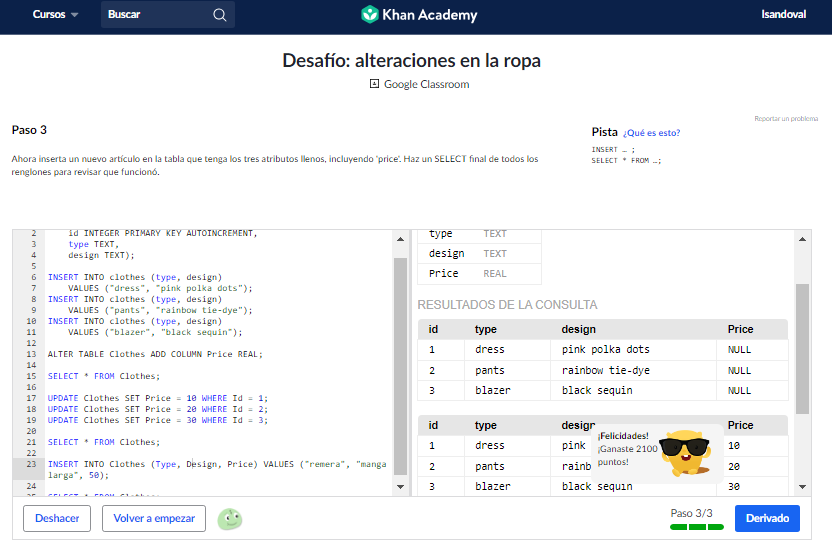 Cursos
Buscar
Khan Academy
lsandoval
Desafío: alteraciones en la ropa
Google Classroom
Reportar un problema
Paso 3
Ahora inserta un nuevo artículo en la tabla que tenga los tres atributos llenos, incluyendo 'price'. Haz un SELECT final de todos los
renglones para revisar que funcionó.
Pista ¿Qué es esto?
INSERT … ;
SELECT * FROM …;
2 id INTEGER PRIMARY KEY AUTOINCREMENT,
3 type TEXT,
4 design TEXT);
5
6 INSERT INTO clothes (type, design)
7 VALUES ("dress", "pink polka dots");
8 INSERT INTO clothes (type, design)
9 VALUES ("pants", "rainbow tie-dye");
10 INSERT INTO clothes (type, design)
11 VALUES ("blazer", "black sequin");
12
13 ALTER TABLE Clothes ADD COLUMN Price REAL;
14
15 SELECT * FROM Clothes;
16
17 UPDATE Clothes SET Price = 10 WHERE Id = 1;
18 UPDATE Clothes SET Price = 20 WHERE Id = 2;
19 UPDATE Clothes SET Price = 30 WHERE Id = 3;
20
21 SELECT * FROM Clothes;
22
23 INSERT INTO Clothes (Type, Design, Price) VALUES ("remera", "manga
larga", 50);
24
25 SELECT * FROM Clothes;
type TEXT
design TEXT
Price REAL
RESULTADOS DE LA CONSULTA
id type design Price
1 dress pink polka dots NULL
2 pants rainbow tie-dye NULL
3 blazer black sequin NULL
id type design Price
1 dress pink 10
2 pants rainb 20
3 blazer black sequin 30
¡Felicidades!
¡Ganaste 2100
puntos!
Deshacer
Volver a empezar
Paso 3/3
Derivado